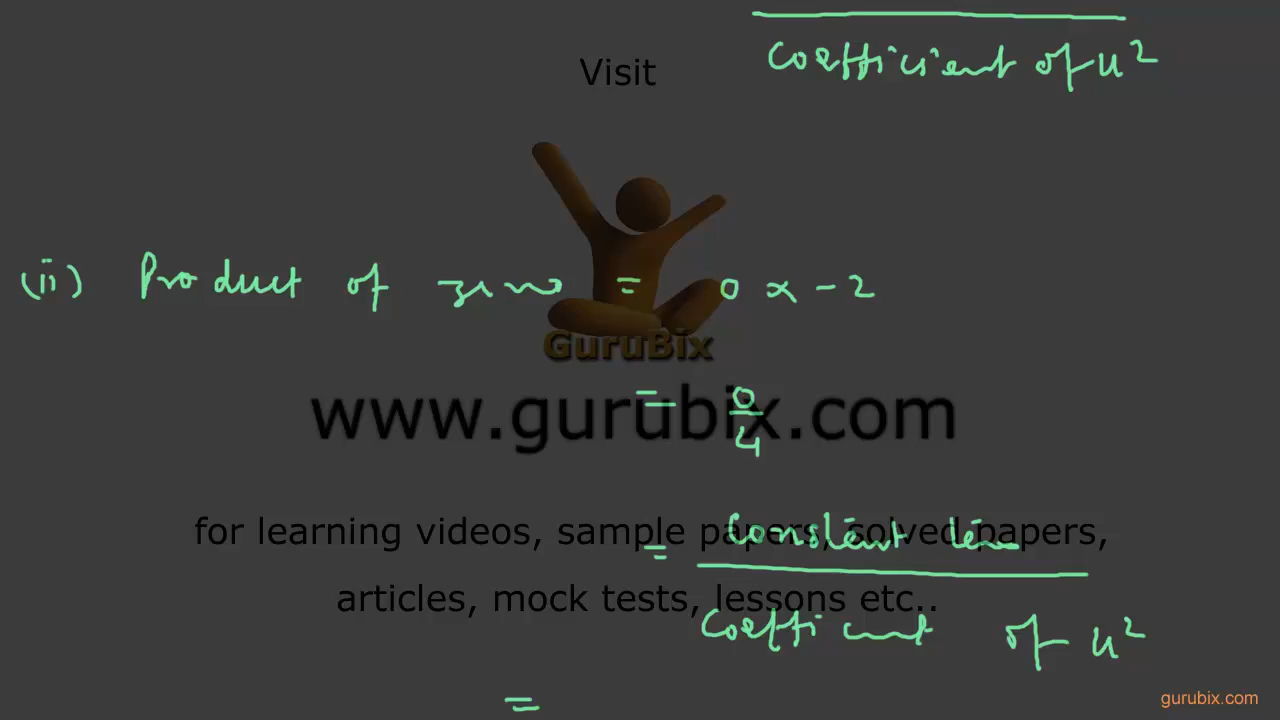 coefficient of u²
Visit
(ii) Product of zeros = 0 x -2
GuruBix
= 0/4
www.gurubix.com
for learning videos, sample papers, solved papers,
= Constant term
articles, mock tests, lessons etc..
Coefficient of u²
=
gurubix.com